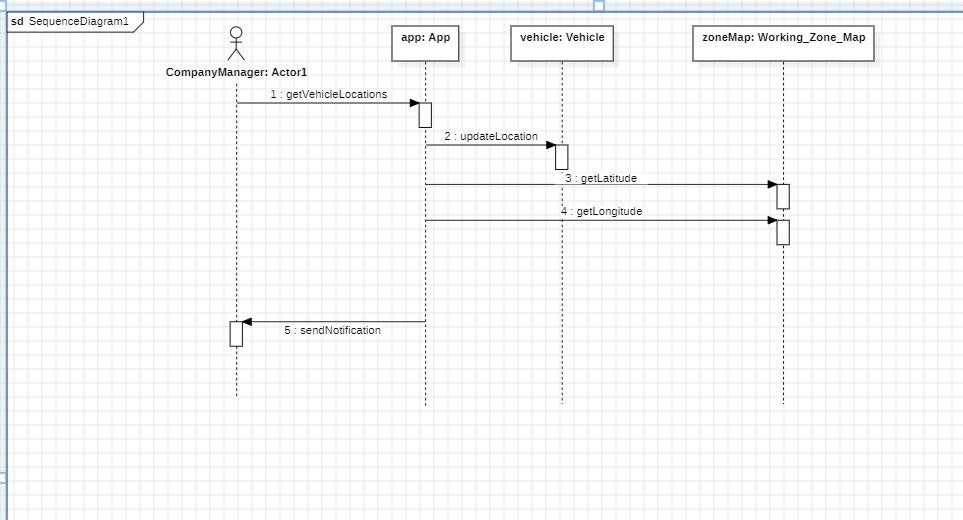 sd SequenceDiagram1
app: App
vehicle: Vehicle
zoneMap: Working_Zone_Map
CompanyManager: Actor1
1 : getVehicleLocations
2 : updateLocation
3 : getLatitude
4 : getLongitude
5 : sendNotification